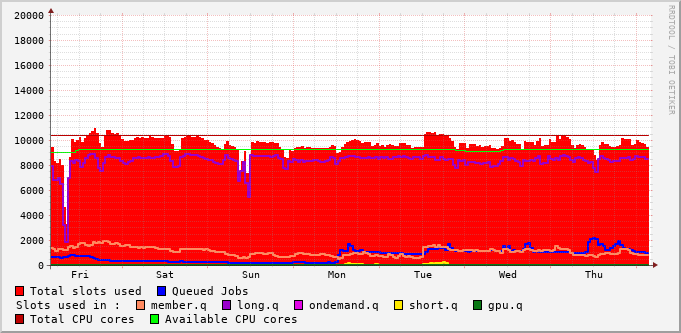 RRDTOOL / TOBI OETIKER
20000
18000
16000
14000
12000
10000
8000
6000
4000
2000
0
Fri Sat Sun Mon Tue Wed Thu
Total slots used Queued Jobs
Slots used in : member.q long.q ondemand.q short.q gpu.q
Total CPU cores Available CPU cores